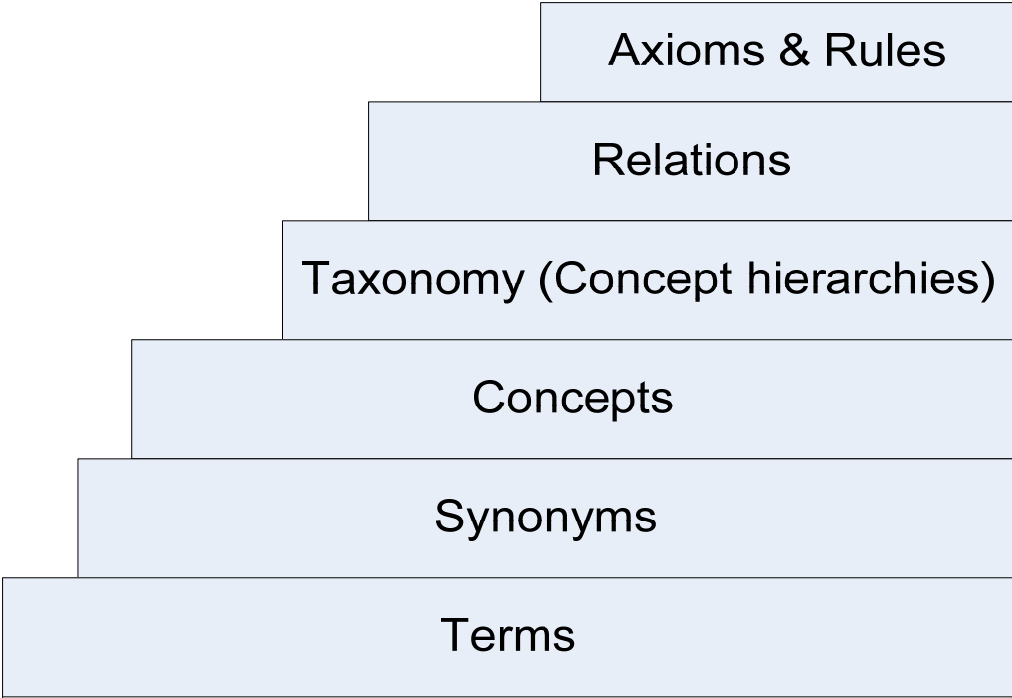 Axioms & Rules
Relations
Taxonomy (Concept hierarchies)
Concepts
Synonyms
Terms